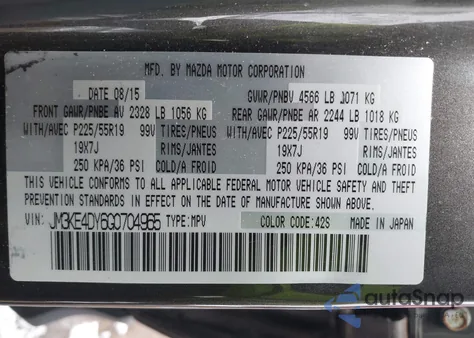 MFD. BY MAZDA MOTOR CORPORATION
DATE 08/15 GVWR/PNBV 4566 LB 2071 KG
FRONT GAWR/PNBE AV 2328 LB 1056 KG REAR GAWR/PNBE AR 2244 LB 1018 KG
WITH/AVEC P225/55R19 99V TIRES/PNEUS WITH/AVEC P225/55R19 99V TIRES/PNEUS
19X7J RIMS/JANTES 19X7J RIMS/JANTES
250 KPA/36 PSI COLD/A FROID 250 KPA/36 PSI COLD/A FROID
THIS VEHICLE CONFORMS TO ALL APPLICABLE FEDERAL MOTOR VEHICLE SAFETY AND THEFT
PREVENTION STANDARDS IN EFFECT ON THE DATE OF MANUFACTURE SHOWN ABOVE.
VIN: JM3KE4DY6G0704965 TYPE:MPV COLOR CODE:42S MADE IN JAPAN
autoSnap